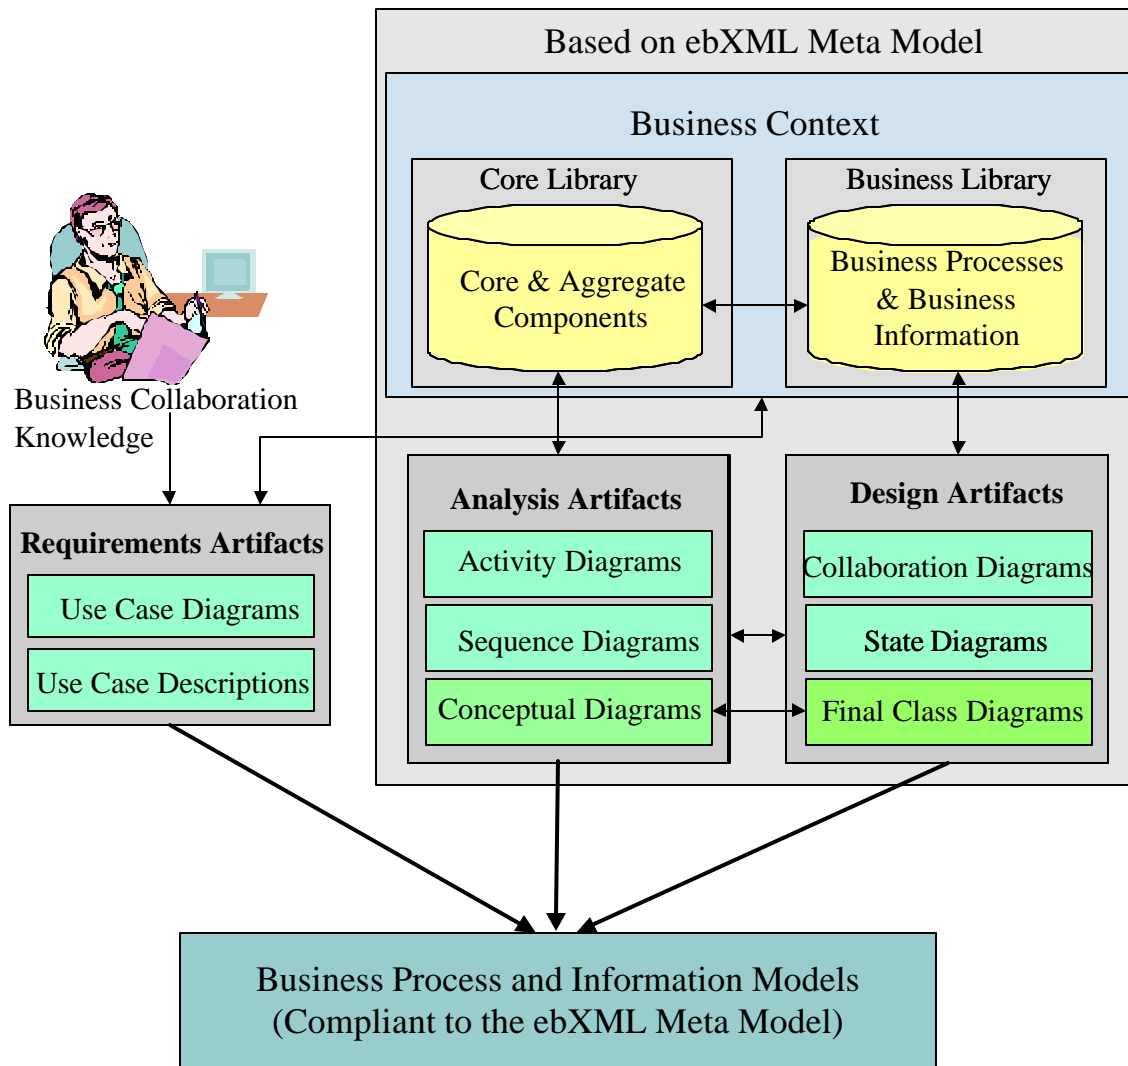 Based on ebXML Meta Model
Business Context
Core Library
Business Library
Core & Aggregate
Components
Business Processes
& Business
Information
Business Collaboration
Knowledge
Requirements Artifacts
Use Case Diagrams
Use Case Descriptions
Analysis Artifacts
Activity Diagrams
Sequence Diagrams
Conceptual Diagrams
Design Artifacts
Collaboration Diagrams
State Diagrams
Final Class Diagrams
Business Process and Information Models
(Compliant to the ebXML Meta Model)